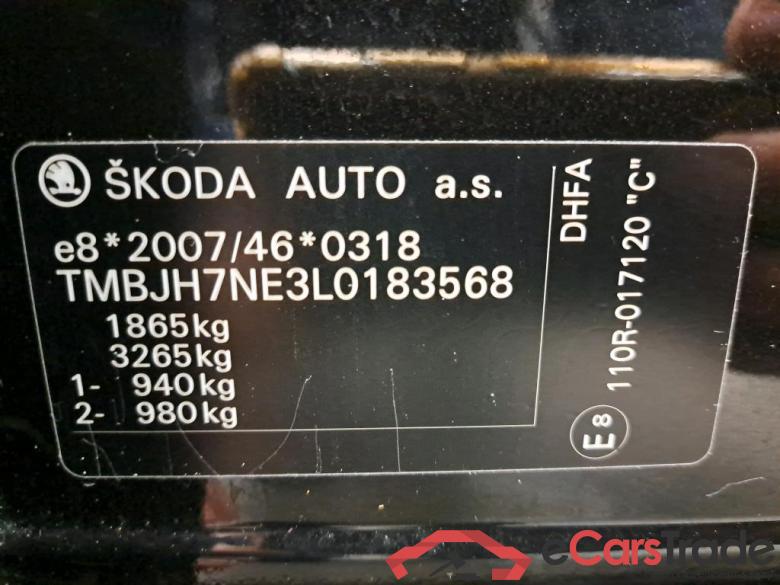 ŠKODA AUTO a.s.
e8*2007/46*0318
TMBJH7NE3L0183568
1865kg
3265kg
1- 940kg
2- 980kg
DHFA
110R-017120 "C"
E8
eCarsTrade